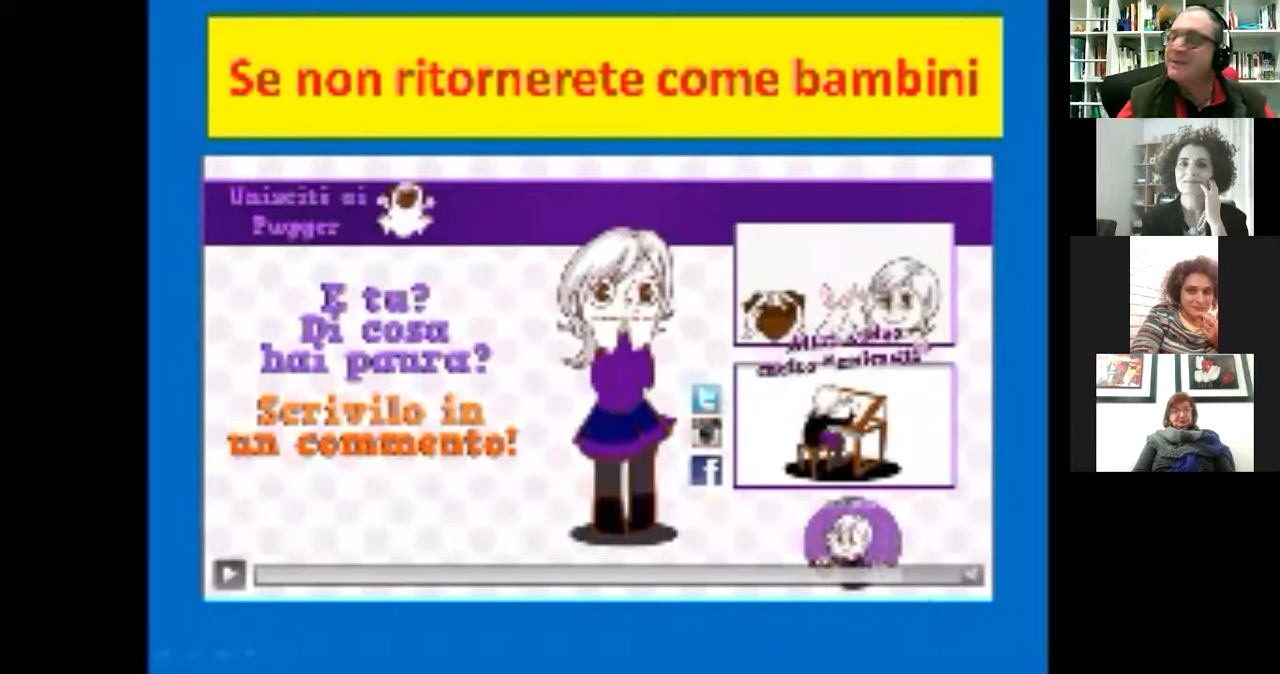 Se non ritornerete come bambini
Unisciti ai
Pugger
E tu?
Di cosa
hai paura?
Scrivilo in
un commento!